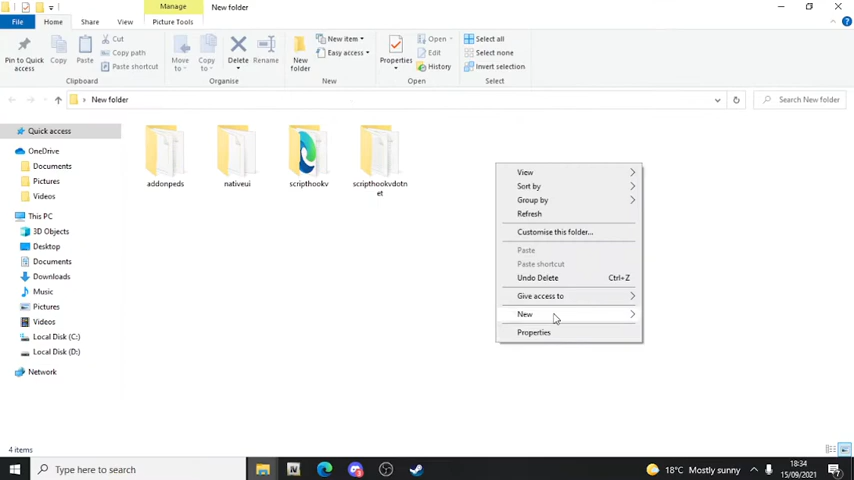 Manage
New folder
File
Home
Share
View
Picture Tools
Pin to Quick access
Copy
Paste
Cut
Copy path
Paste shortcut
Clipboard
Move to
Copy to
Delete
Rename
Organise
New folder
New item
Easy access
New
Properties
Open
Edit
History
Open
Select all
Select none
Invert selection
Select
New folder
Search New folder
Quick access
OneDrive
Documents
Pictures
Videos
This PC
3D Objects
Desktop
Documents
Downloads
Music
Pictures
Videos
Local Disk (C:)
Local Disk (D:)
Network
addonpeds
nativeui
scripthookv
scripthookvdotnet
View
Sort by
Group by
Refresh
Customise this folder...
Paste
Paste shortcut
Undo Delete Ctrl+Z
Give access to
New
Properties
4 items
Type here to search
IV
18°C Mostly sunny
18:34
15/09/2021
7